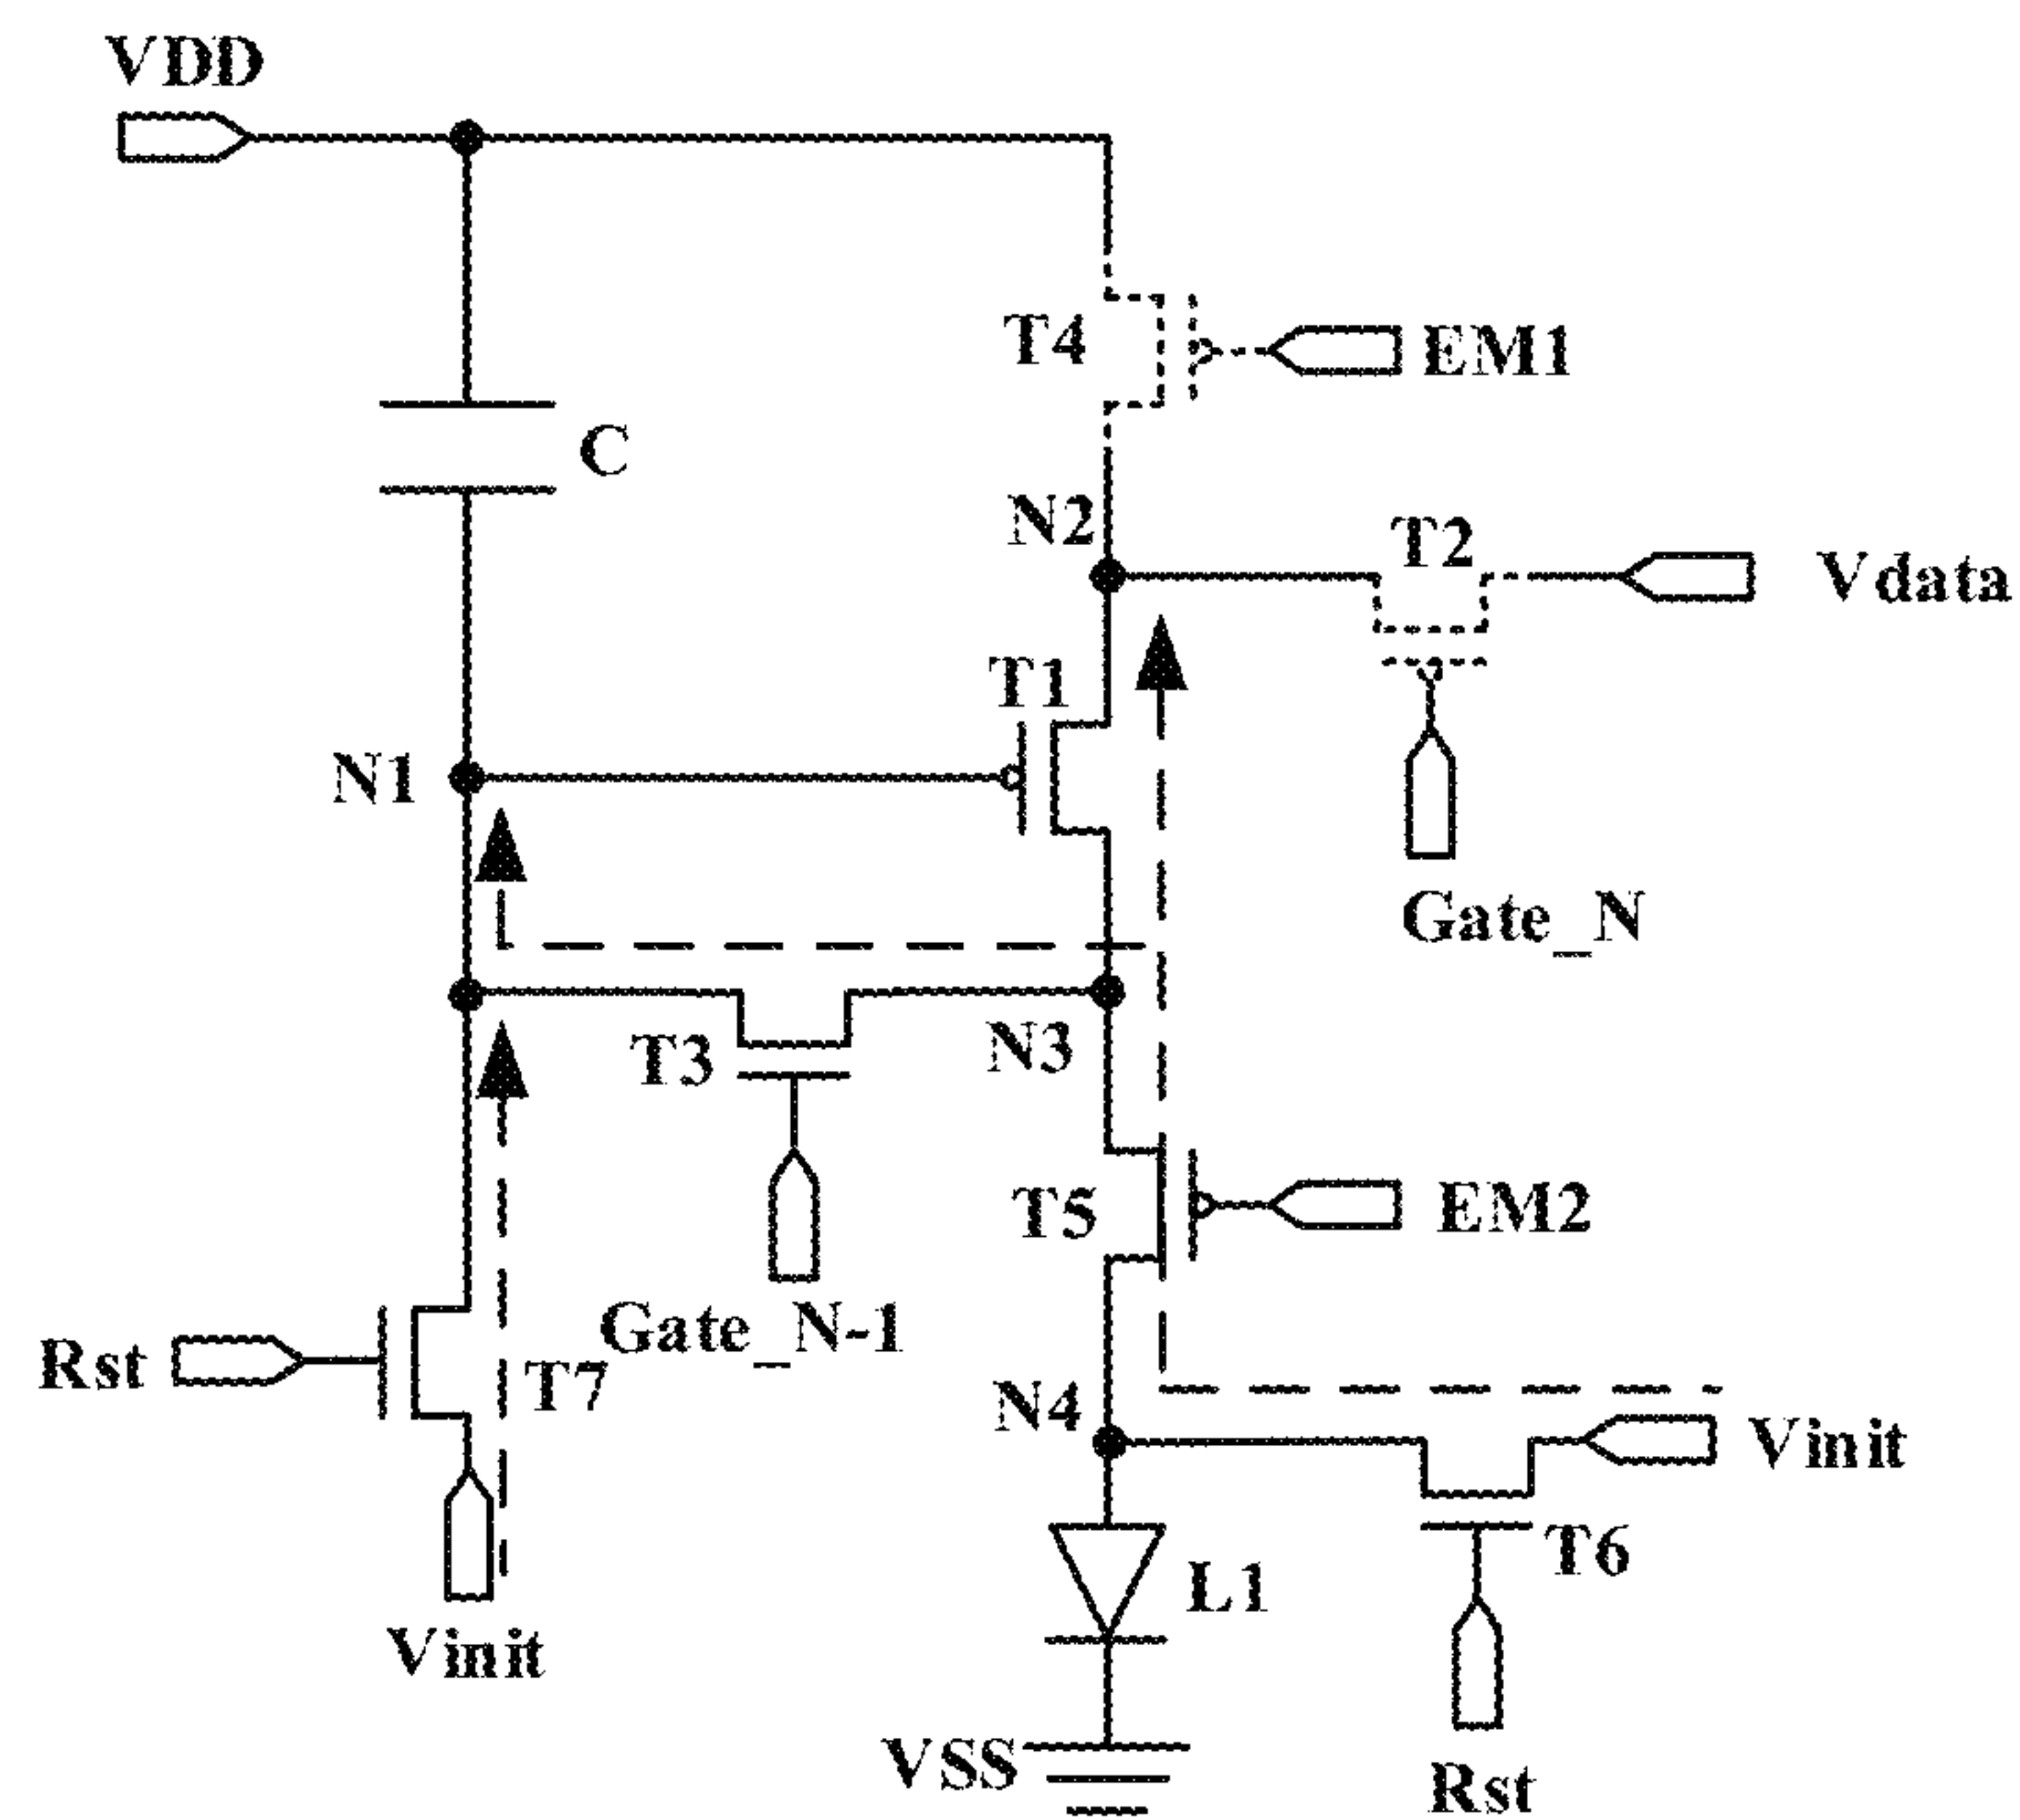 VDD
T4
EM1
C
N2
T2
Vdata
T1
N1
Gate_N
T3
N3
T5
EM2
Gate_N-1
Rst
T7
N4
Vinit
L1
T6
Vinit
VSS
Rst